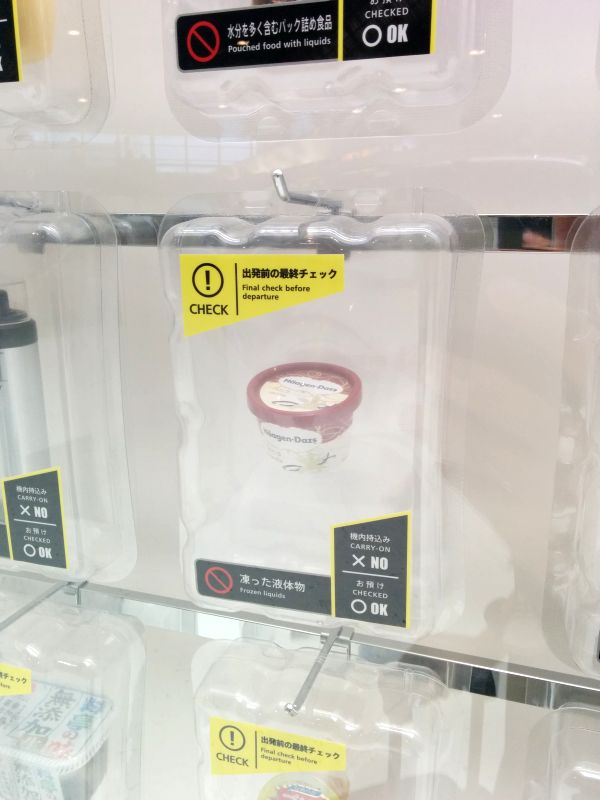 水分を多く含むパック詰め食品
Pouched food with liquids
CHECKED
OK
出発前の最終チェック
Final check before
departure
CHECK
Häagen-Dazs
Häagen-Dazs
機内持込み
CARRY-ON
NO
お預け
CHECKED
OK
機内持込み
CARRY-ON
NO
お預け
CHECKED
OK
凍った液体物
Frozen liquids
無添加
出発前の最終チェック
Final check before
departure
CHECK